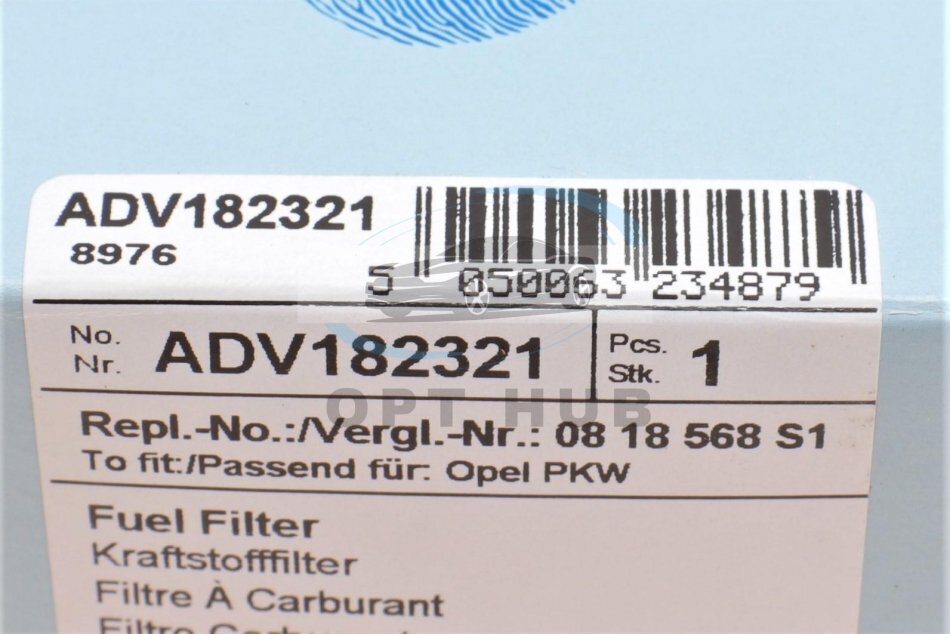 ADV182321
8976
5 050063 234879
No.
Nr.
ADV182321
Pcs.
Stk.
1
OPT HUB
Repl.-No.:/Vergl.-Nr.: 08 18 568 S1
To fit:/Passend für: Opel PKW
Fuel Filter
Kraftstofffilter
Filtre À Carburant
Filtro